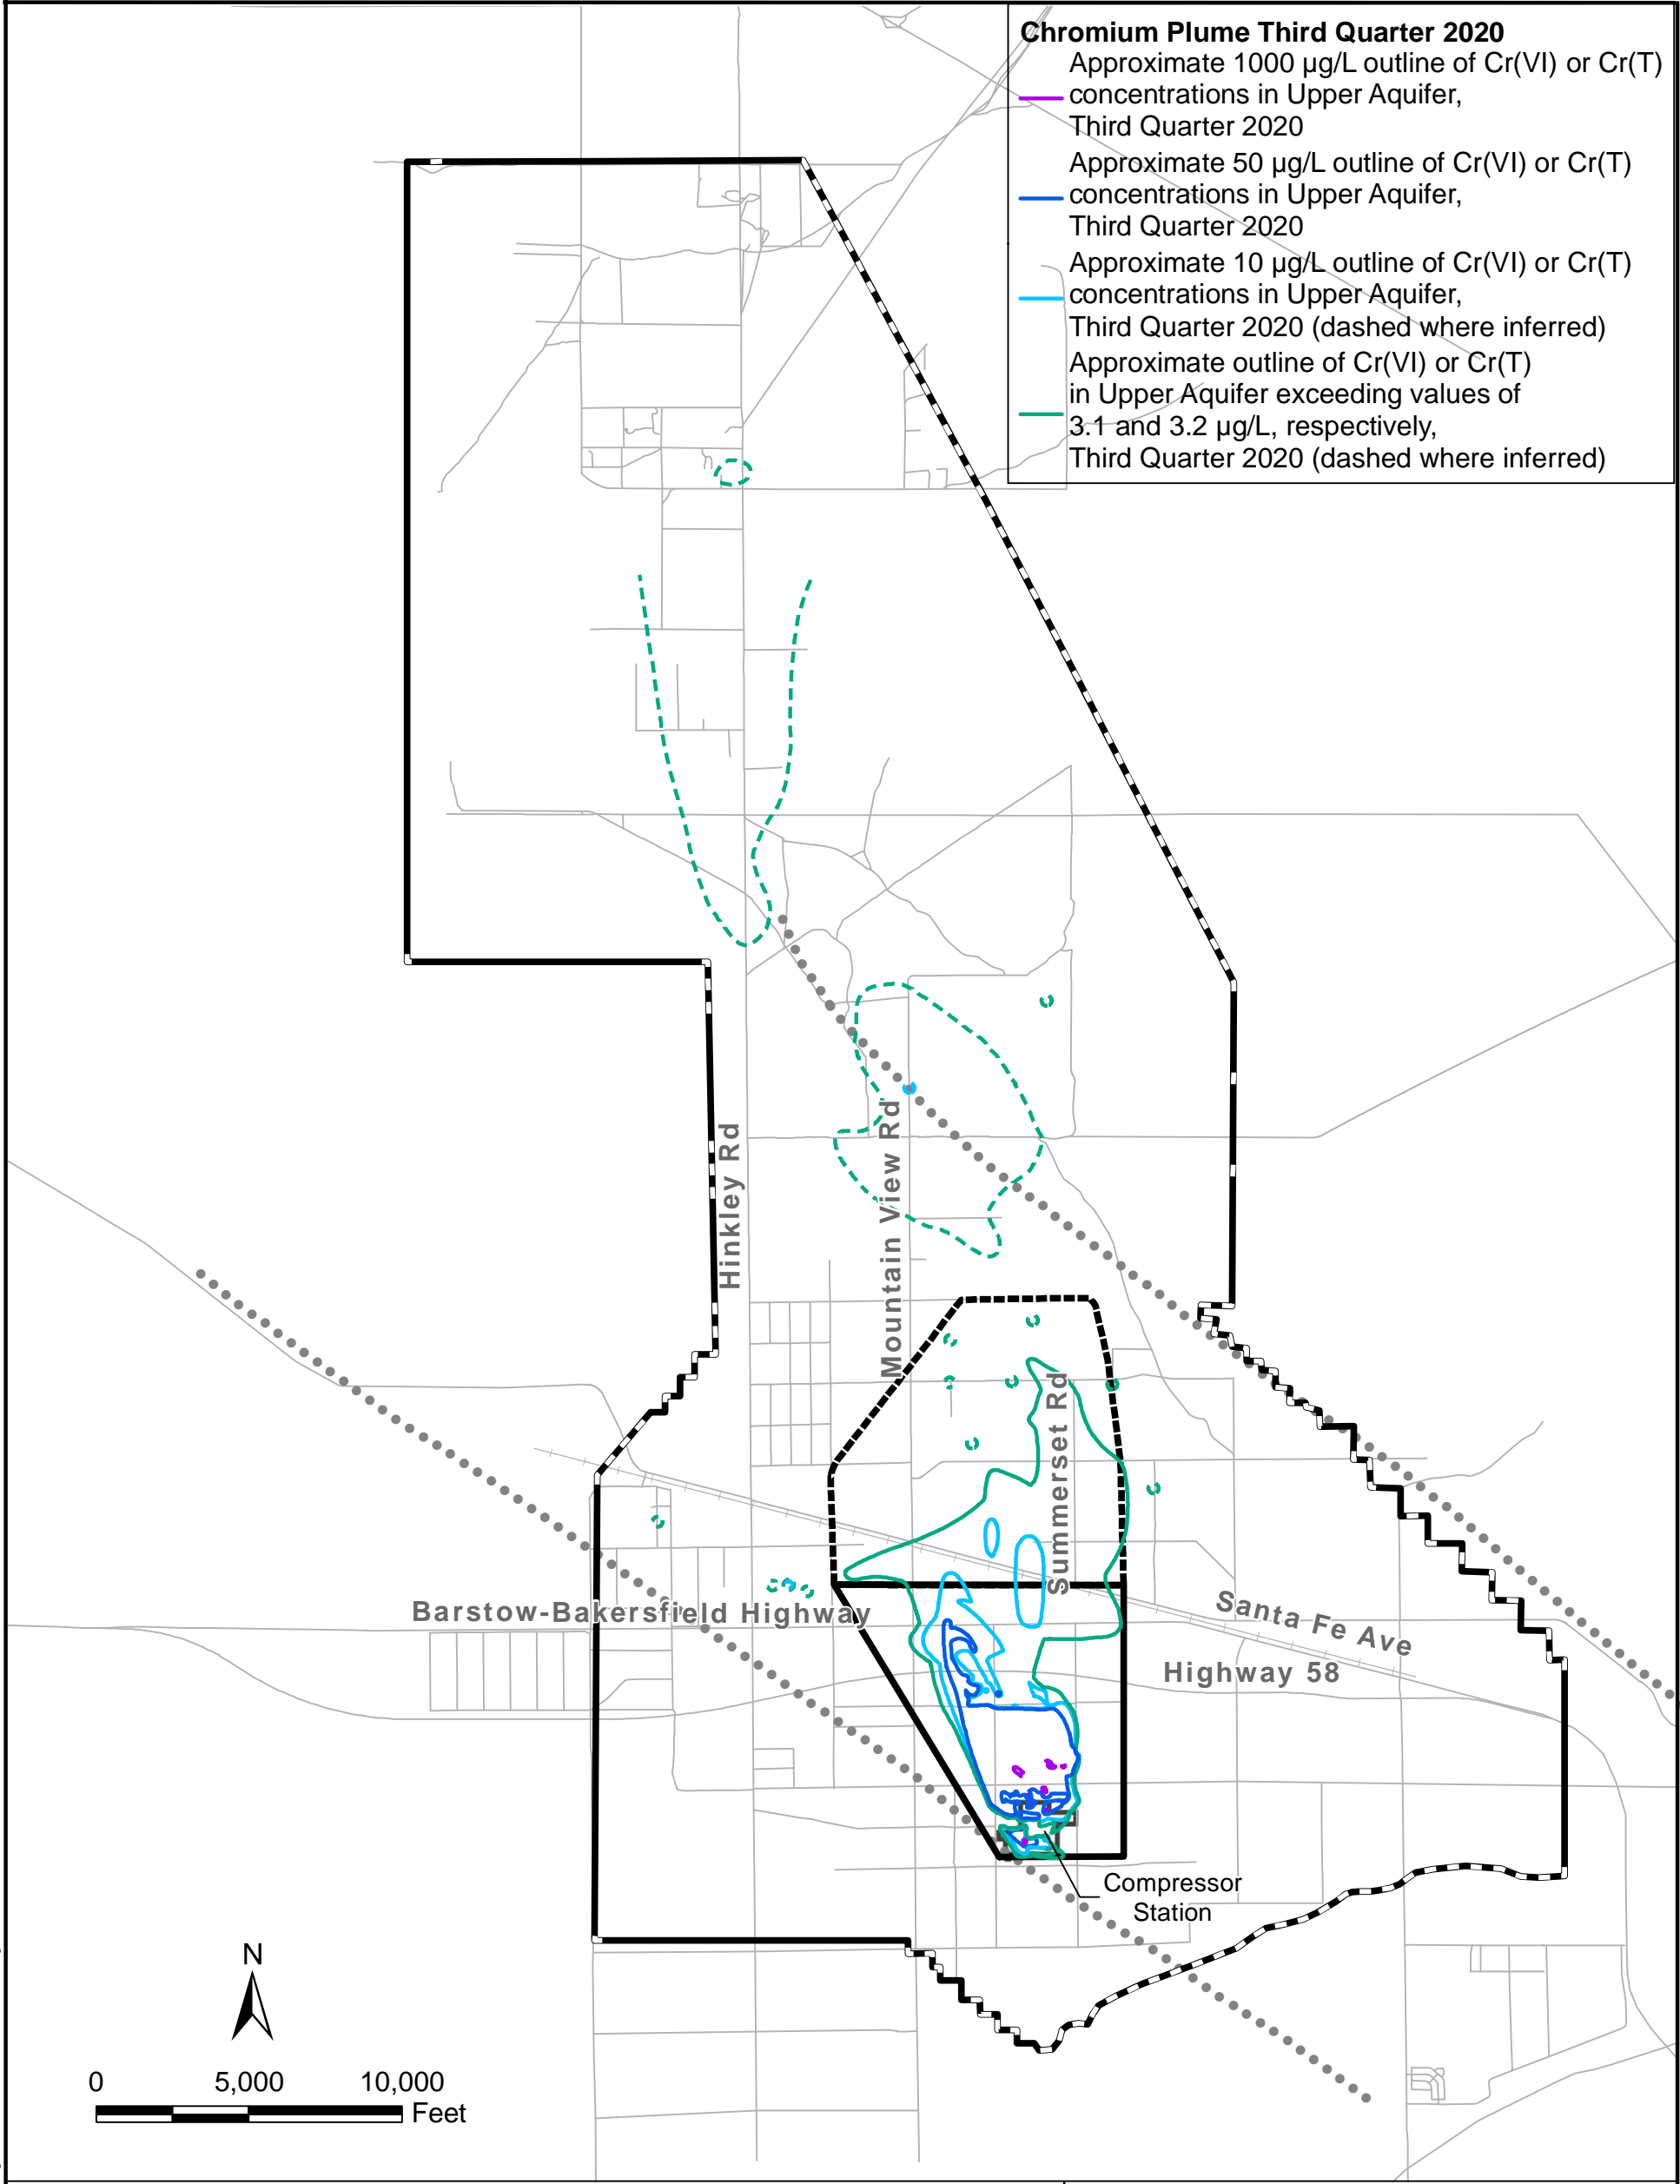 Chromium Plume Third Quarter 2020
Approximate 1000 µg/L outline of Cr(VI) or Cr(T)
concentrations in Upper Aquifer,
Third Quarter 2020
Approximate 50 µg/L outline of Cr(VI) or Cr(T)
concentrations in Upper Aquifer,
Third Quarter 2020
Approximate 10 µg/L outline of Cr(VI) or Cr(T)
concentrations in Upper Aquifer,
Third Quarter 2020 (dashed where inferred)
Approximate outline of Cr(VI) or Cr(T)
in Upper Aquifer exceeding values of
3.1 and 3.2 µg/L, respectively,
Third Quarter 2020 (dashed where inferred)
Hinkley Rd
Mountain View Rd
Summerset Rd
Barstow-Bakersfield Highway
Santa Fe Ave
Highway 58
Compressor
Station
N
0 5,000 10,000
Feet